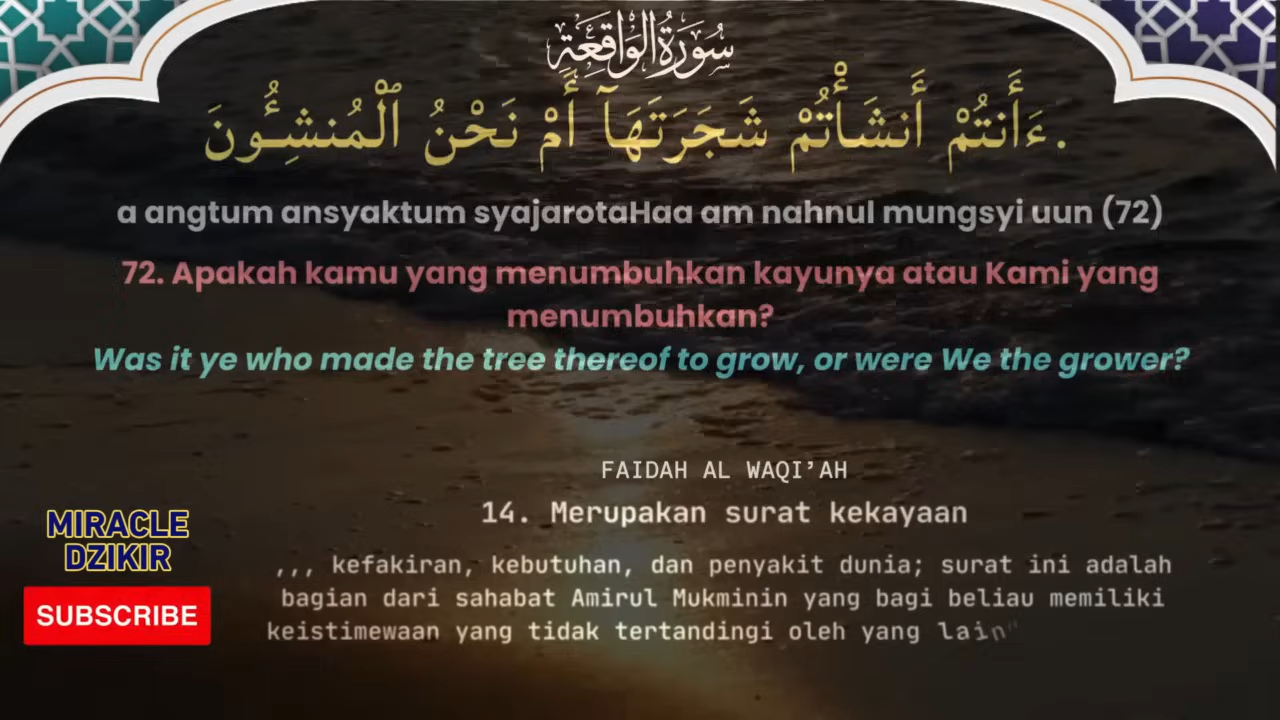 سُورَةُ الْوَاقِعَةِ
ءَأَنتُمْ أَنشَأْتُمْ شَجَرَتَهَآ أَمْ نَحْنُ ٱلْمُنشِـُٔونَ.
a angtum ansyaktum syajarotaHaa am nahnul mungsyi uun (72)
72. Apakah kamu yang menumbuhkan kayunya atau Kami yang
menumbuhkan?
Was it ye who made the tree thereof to grow, or were We the grower?
FAIDAH AL WAQI'AH
14. Merupakan surat kekayaan
,,, kefakiran, kebutuhan, dan penyakit dunia; surat ini adalah
bagian dari sahabat Amirul Mukminin yang bagi beliau memiliki
keistimewaan yang tidak tertandingi oleh yang lain"
MIRACLE
DZIKIR
SUBSCRIBE